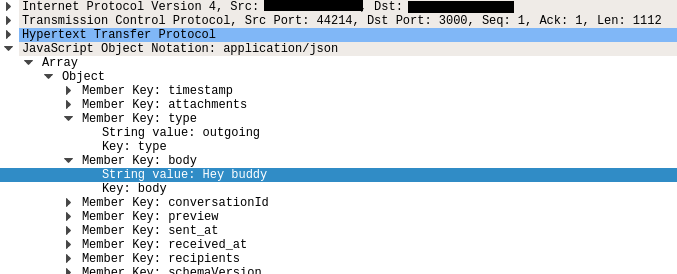 Internet Protocol Version 4, Src: , Dst:
Transmission Control Protocol, Src Port: 44214, Dst Port: 3000, Seq: 1, Ack: 1, Len: 1112
Hypertext Transfer Protocol
JavaScript Object Notation: application/json
Array
Object
Member Key: timestamp
Member Key: attachments
Member Key: type
String value: outgoing
Key: type
Member Key: body
String value: Hey buddy
Key: body
Member Key: conversationId
Member Key: preview
Member Key: sent_at
Member Key: received_at
Member Key: recipients
Member Key: schemaVersion